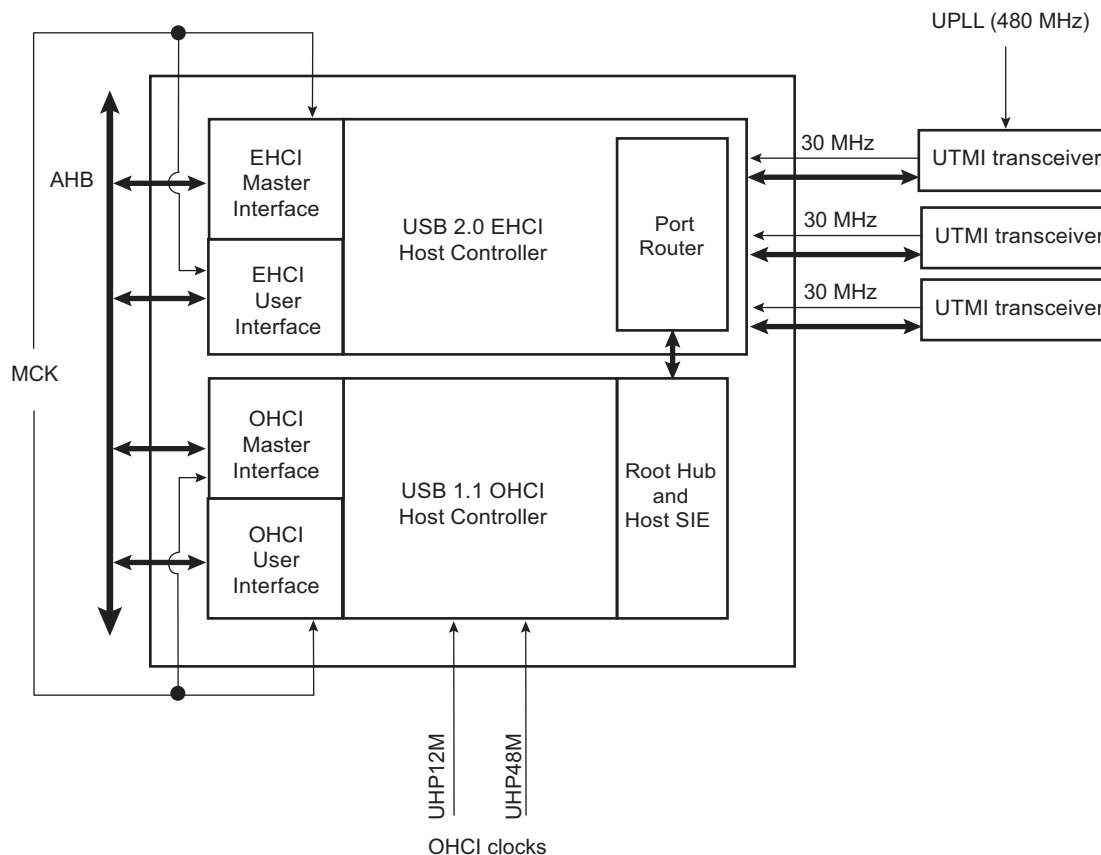 UPLL (480 MHz)
AHB
MCK
EHCI
Master
Interface
EHCI
User
Interface
USB 2.0 EHCI
Host Controller
Port
Router
30 MHz
UTMI transceiver
30 MHz
UTMI transceiver
30 MHz
UTMI transceiver
OHCI
Master
Interface
OHCI
User
Interface
USB 1.1 OHCI
Host Controller
Root Hub
and
Host SIE
UHP12M
UHP48M
OHCI clocks